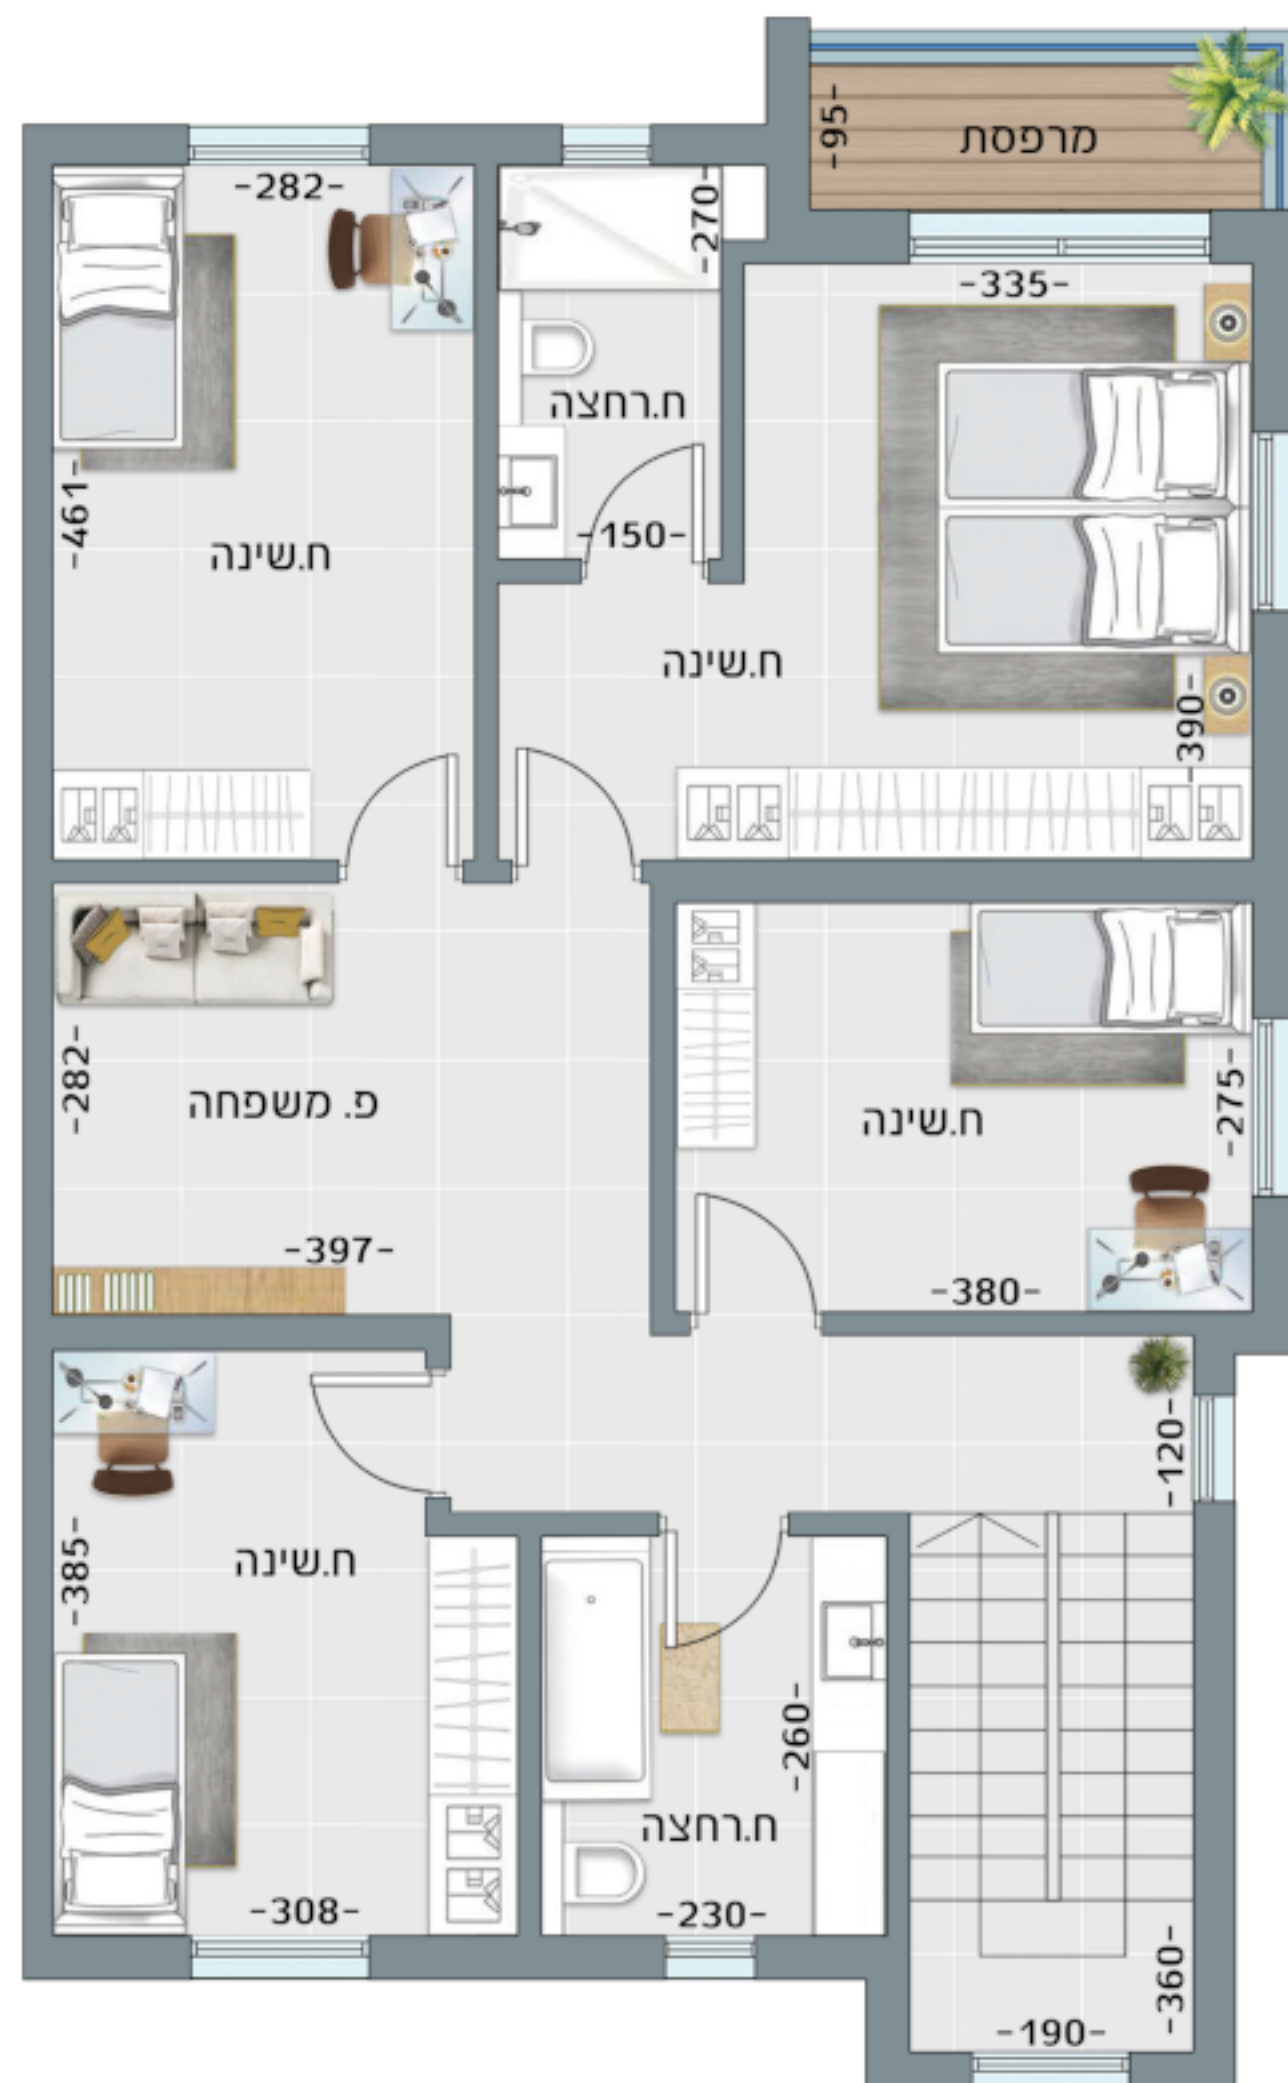 מרפסת
-95-
-282-
-270-
-335-
ח.רחצה
-461-
-150-
ח.שינה
ח.שינה
-390-
-282-
פ. משפחה
ח.שינה
-275-
-397-
-380-
-120-
-385-
ח.שינה
-260-
ח.רחצה
-308-
-230-
-360-
-190-